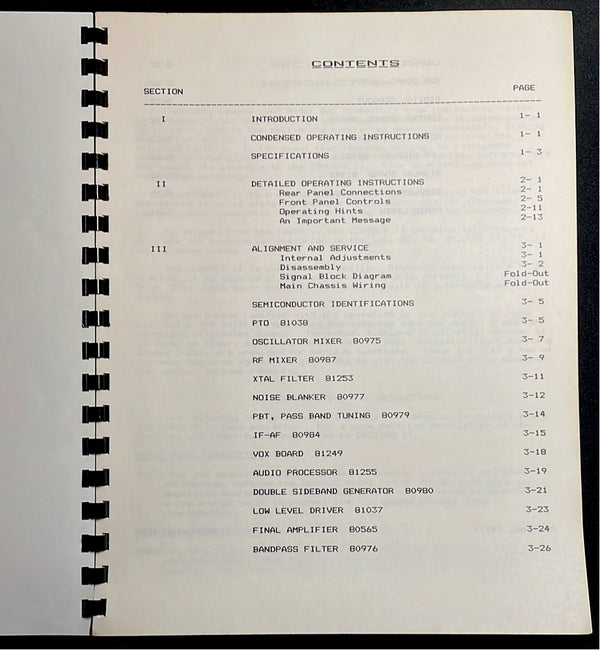 CONTENTS
SECTION PAGE
I INTRODUCTION 1- 1
CONDENSED OPERATING INSTRUCTIONS 1- 1
SPECIFICATIONS 1- 3
II DETAILED OPERATING INSTRUCTIONS 2- 1
Rear Panel Connections 2- 1
Front Panel Controls 2- 5
Operating Hints 2-11
An Important Message 2-13
III ALIGNMENT AND SERVICE 3- 1
Internal Adjustments 3- 1
Disassembly 3- 2
Signal Block Diagram Fold-Out
Main Chassis Wiring Fold-Out
SEMICONDUCTOR IDENTIFICATIONS 3- 5
PTO 81038 3- 5
OSCILLATOR MIXER 80975 3- 7
RF MIXER 80987 3- 9
XTAL FILTER 81253 3-11
NOISE BLANKER 80977 3-12
PBT, PASS BAND TUNING 80979 3-14
IF-AF 80984 3-15
VOX BOARD 81249 3-18
AUDIO PROCESSOR 81255 3-19
DOUBLE SIDEBAND GENERATOR 80980 3-21
LOW LEVEL DRIVER 81037 3-23
FINAL AMPLIFIER 80565 3-24
BANDPASS FILTER 80976 3-26